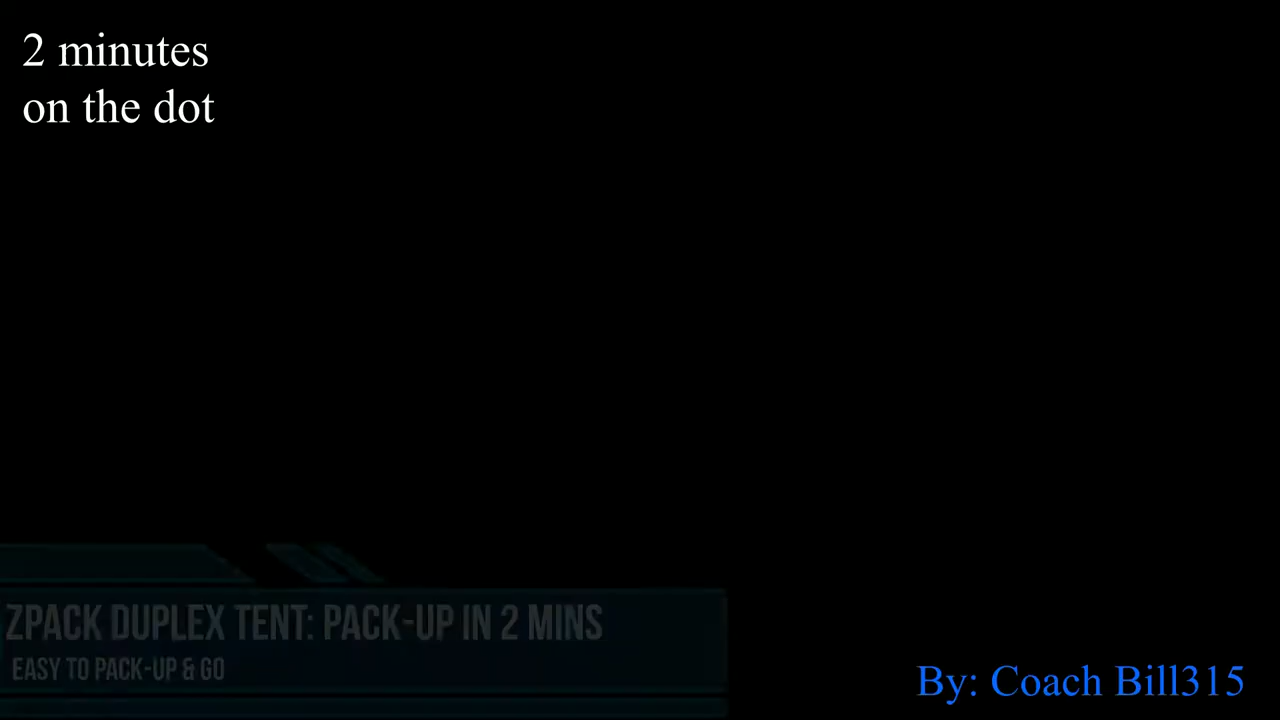 2 minutes
on the dot
ZPACK DUPLEX TENT: PACK-UP IN 2 MINS
EASY TO PACK-UP & GO
By: Coach Bill315